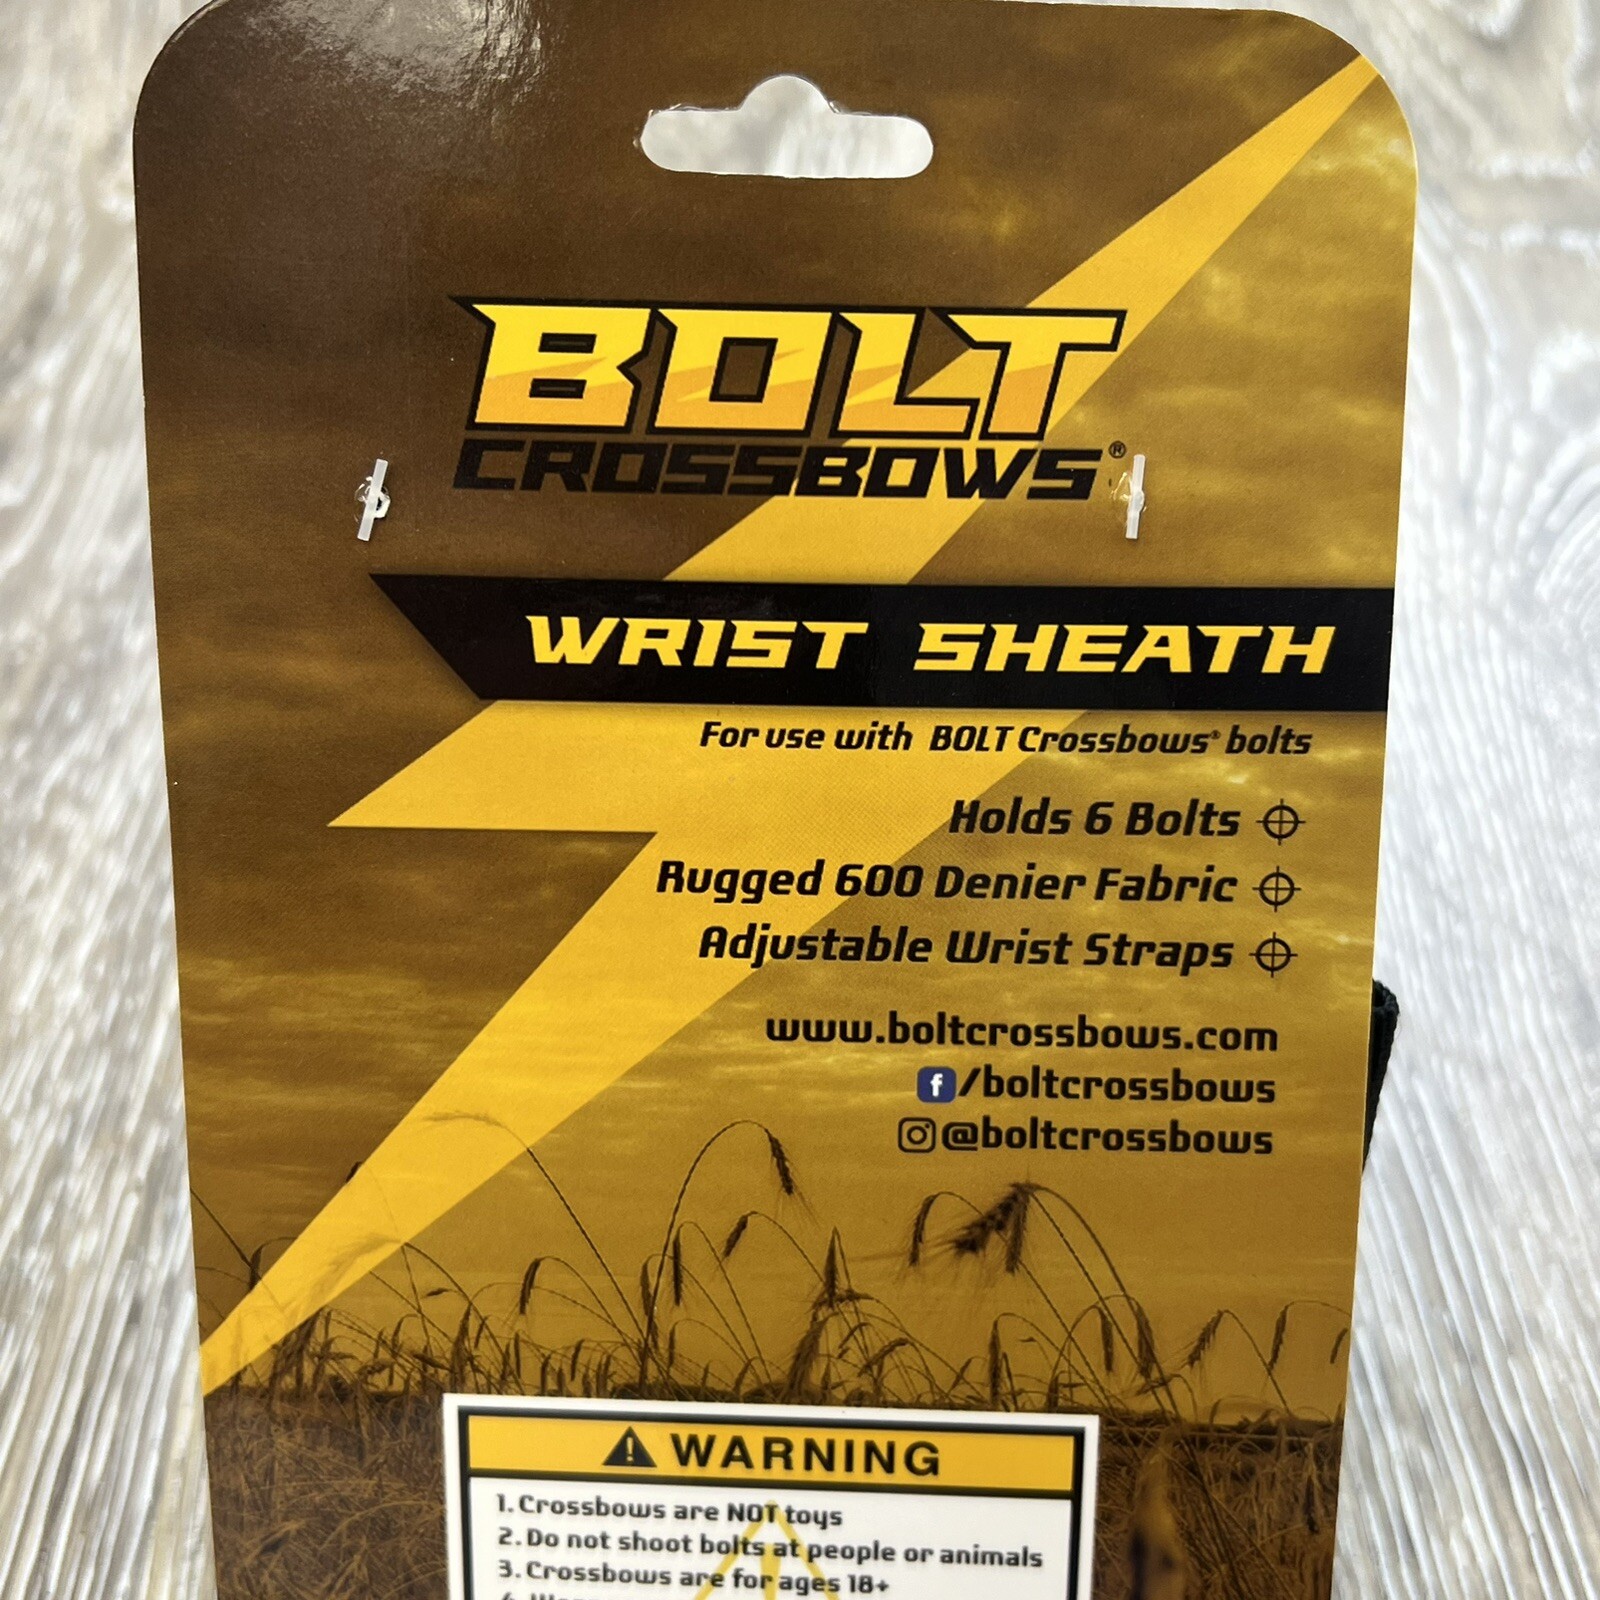 BOLT
CROSSBOWS®
WRIST SHEATH
For use with BOLT Crossbows® bolts
Holds 6 Bolts
Rugged 600 Denier Fabric
Adjustable Wrist Straps
www.boltcrossbows.com
f/boltcrossbows
@boltcrossbows
WARNING
1. Crossbows are NOT toys
2. Do not shoot bolts at people or animals
3. Crossbows are for ages 18+